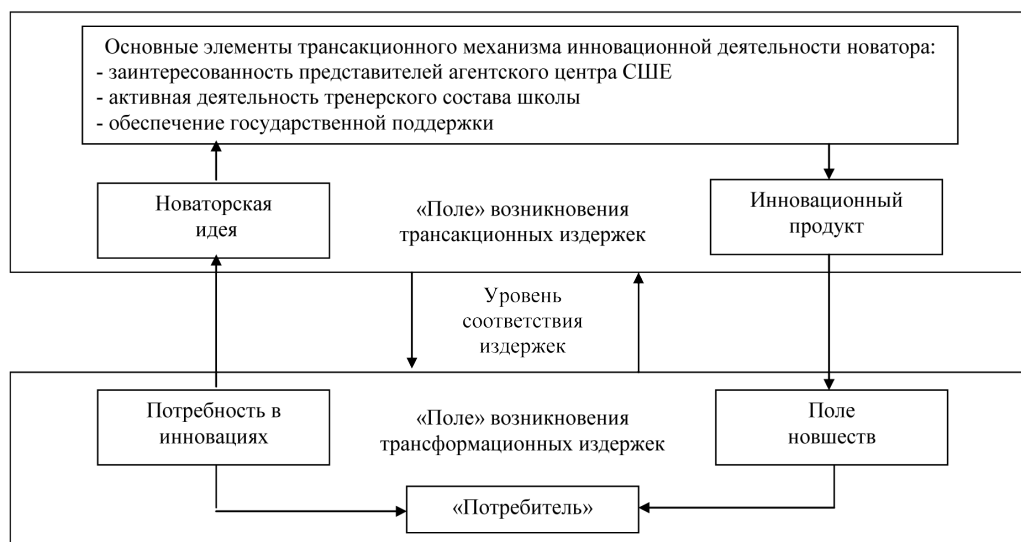 Основные элементы трансакционного механизма инновационной деятельности новатора:
- заинтересованность представителей агентского центра СШЕ
- активная деятельность тренерского состава школы
- обеспечение государственной поддержки
Новаторская
идея
«Поле» возникновения
трансакционных издержек
Инновационный
продукт
Уровень
соответствия
издержек
Потребность в
инновациях
«Поле» возникновения
трансформационных издержек
Поле
новшеств
«Потребитель»